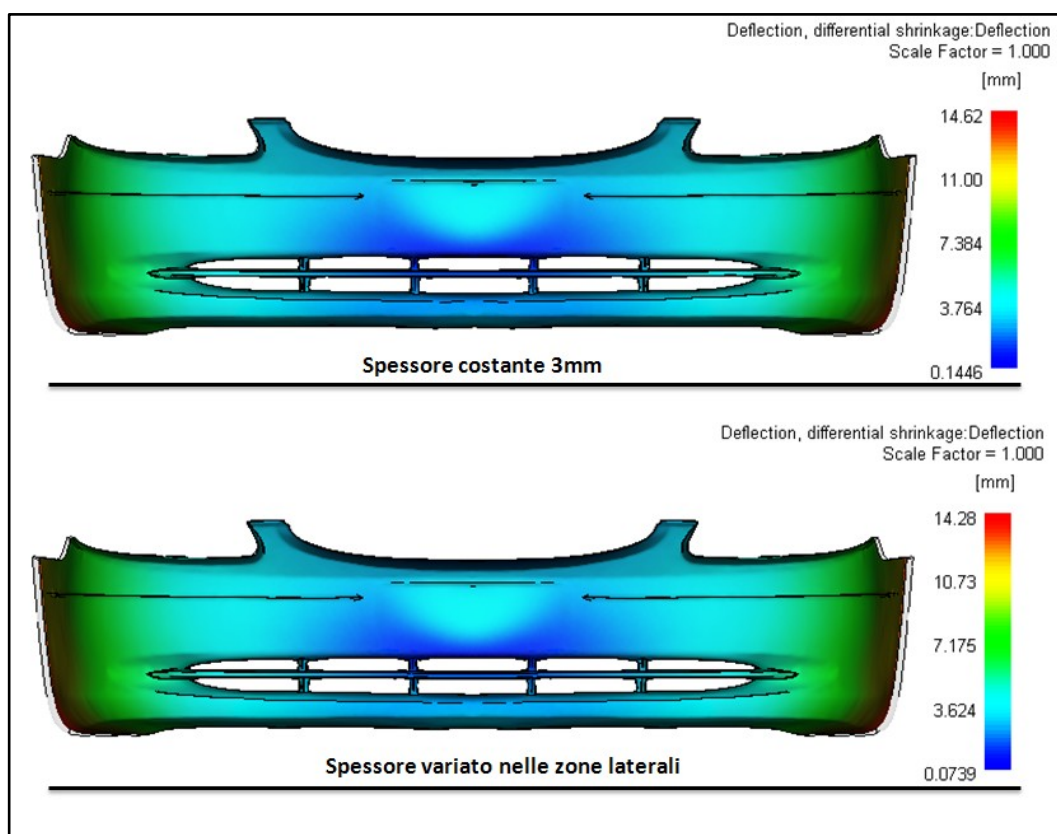 Deflection, differential shrinkage:Deflection
Scale Factor = 1.000
[mm]
14.62
11.00
7.384
3.764
0.1446
Spessore costante 3mm
Deflection, differential shrinkage:Deflection
Scale Factor = 1.000
[mm]
14.28
10.73
7.175
3.624
0.0739
Spessore variato nelle zone laterali